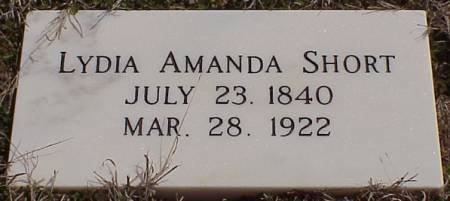 LYDIA AMANDA SHORT
JULY 23. 1840
MAR. 28. 1922